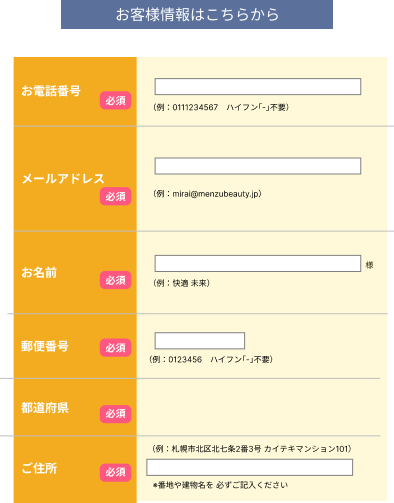 お客様情報はこちらから
お電話番号
必須
（例：0111234567　ハイフン｢-｣不要）
メールアドレス
必須
（例：mirai@menzubeauty.jp）
お名前
必須
様
（例：快適 未来）
郵便番号
必須
（例：0123456　ハイフン｢-｣不要）
都道府県
必須
ご住所
必須
（例：札幌市北区北七条2番3号 カイテキマンション101）
*番地や建物名を 必ずご記入ください